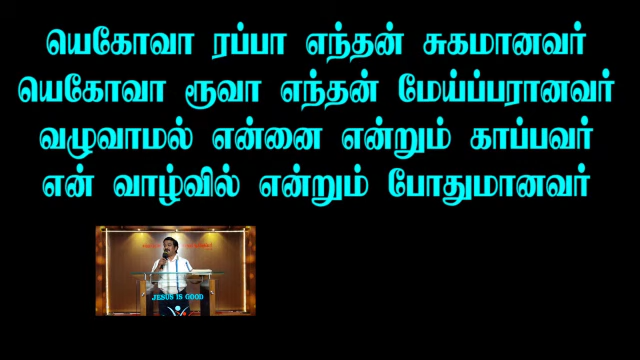 யெகோவா ரப்பா எந்தன் சுகமானவர்
யெகோவா ரூவா எந்தன் மேய்ப்பரானவர்
வழுவாமல் என்னை என்றும் காப்பவர்
என் வாழ்வில் என்றும் போதுமானவர்
JESUS IS GOOD